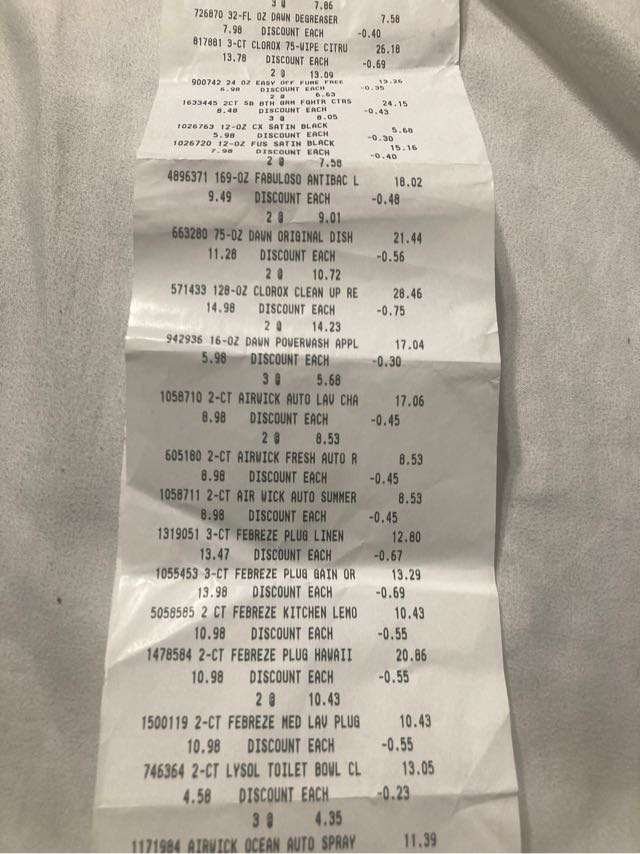 3 @ 7.86
726870 32-FL OZ DAWN DEGREASER 7.58
7.98 DISCOUNT EACH -0.40
817881 3-CT CLOROX 75-WIPE CITRU 26.18
13.78 DISCOUNT EACH -0.69
2 @ 13.09
900742 24 OZ EASY OFF FUME FREE 13.26
6.98 DISCOUNT EACH -0.35
2 @ 6.63
1633445 2CT SB BTH GRM FGHTR CTRS 24.15
8.48 DISCOUNT EACH -0.43
3 @ 8.05
1026763 12-OZ CX SATIN BLACK 5.68
5.98 DISCOUNT EACH -0.30
1026720 12-OZ FUS SATIN BLACK 15.16
7.98 DISCOUNT EACH -0.40
2 @ 7.58
4896371 169-OZ FABULOSO ANTIBAC L 18.02
9.49 DISCOUNT EACH -0.48
2 @ 9.01
663280 75-OZ DAWN ORIGINAL DISH 21.44
11.28 DISCOUNT EACH -0.56
2 @ 10.72
571433 128-OZ CLOROX CLEAN UP RE 28.46
14.98 DISCOUNT EACH -0.75
2 @ 14.23
942936 16-OZ DAWN POWERWASH APPL 17.04
5.98 DISCOUNT EACH -0.30
3 @ 5.68
1058710 2-CT AIRWICK AUTO LAV CHA 17.06
8.98 DISCOUNT EACH -0.45
2 @ 8.53
605180 2-CT AIRWICK FRESH AUTO R 8.53
8.98 DISCOUNT EACH -0.45
1058711 2-CT AIR WICK AUTO SUMMER 8.53
8.98 DISCOUNT EACH -0.45
1319051 3-CT FEBREZE PLUG LINEN 12.80
13.47 DISCOUNT EACH -0.67
1055453 3-CT FEBREZE PLUG GAIN OR 13.29
13.98 DISCOUNT EACH -0.69
5058585 2 CT FEBREZE KITCHEN LEMO 10.43
10.98 DISCOUNT EACH -0.55
1478584 2-CT FEBREZE PLUG HAWAII 20.86
10.98 DISCOUNT EACH -0.55
2 @ 10.43
1500119 2-CT FEBREZE MED LAV PLUG 10.43
10.98 DISCOUNT EACH -0.55
746364 2-CT LYSOL TOILET BOWL CL 13.05
4.58 DISCOUNT EACH -0.23
3 @ 4.35
1171984 AIRWICK OCEAN AUTO SPRAY 11.39